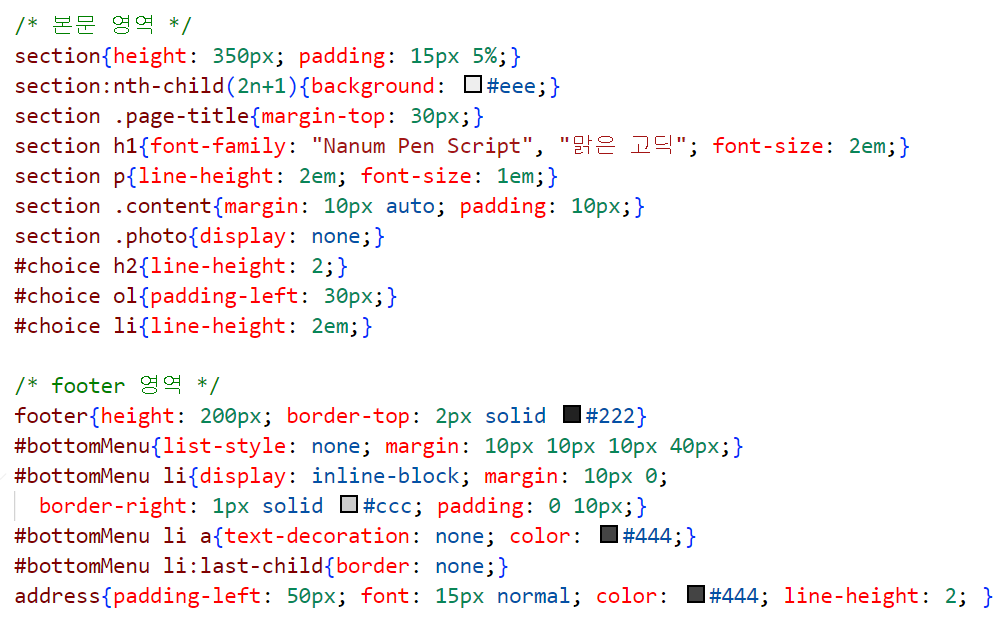 /* 본문 영역 */
section{height: 350px; padding: 15px 5%;}
section:nth-child(2n+1){background: #eee;}
section .page-title{margin-top: 30px;}
section h1{font-family: "Nanum Pen Script", "맑은 고딕"; font-size: 2em;}
section p{line-height: 2em; font-size: 1em;}
section .content{margin: 10px auto; padding: 10px;}
section .photo{display: none;}
#choice h2{line-height: 2;}
#choice ol{padding-left: 30px;}
#choice li{line-height: 2em;}
/* footer 영역 */
footer{height: 200px; border-top: 2px solid #222}
#bottomMenu{list-style: none; margin: 10px 10px 10px 40px;}
#bottomMenu li{display: inline-block; margin: 10px 0;
border-right: 1px solid #ccc; padding: 0 10px;}
#bottomMenu li a{text-decoration: none; color: #444;}
#bottomMenu li:last-child{border: none;}
address{padding-left: 50px; font: 15px normal; color: #444; line-height: 2; }